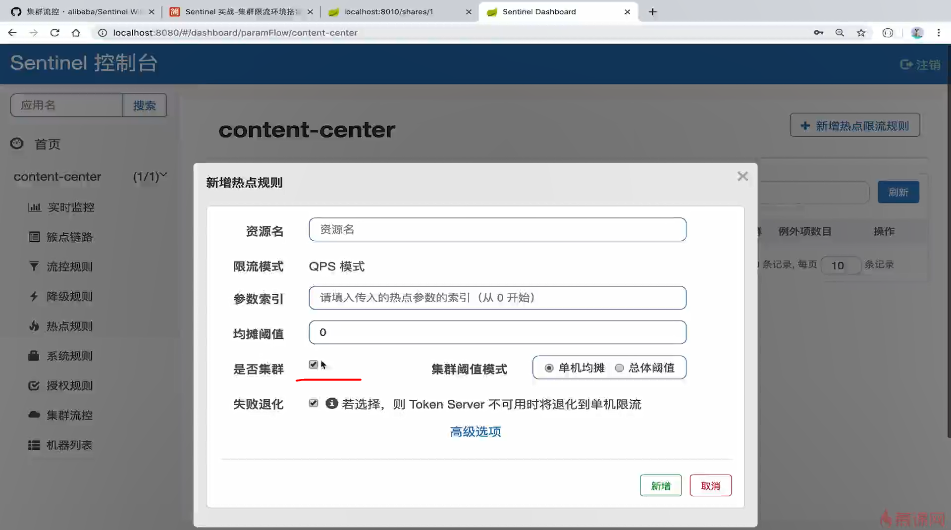 集群流控 · alibaba/Sentinel Wi
Sentinel 实战-集群限流环境搭
localhost:8010/shares/1
Sentinel Dashboard
localhost:8080/#/dashboard/paramFlow/content-center
Sentinel 控制台
注销
应用名
搜索
首页
content-center
(1/1)
实时监控
簇点链路
流控规则
降级规则
热点规则
系统规则
授权规则
集群流控
机器列表
content-center
新增热点限流规则
刷新
例外项数目
操作
条记录, 每页
10
条记录
新增热点规则
资源名
资源名
限流模式
QPS 模式
参数索引
请填入传入的热点参数的索引(从 0 开始)
均摊阈值
0
是否集群
集群阈值模式
单机均摊
总体阈值
失败退化
若选择,则 Token Server 不可用时将退化到单机限流
高级选项
新增
取消
慕课网